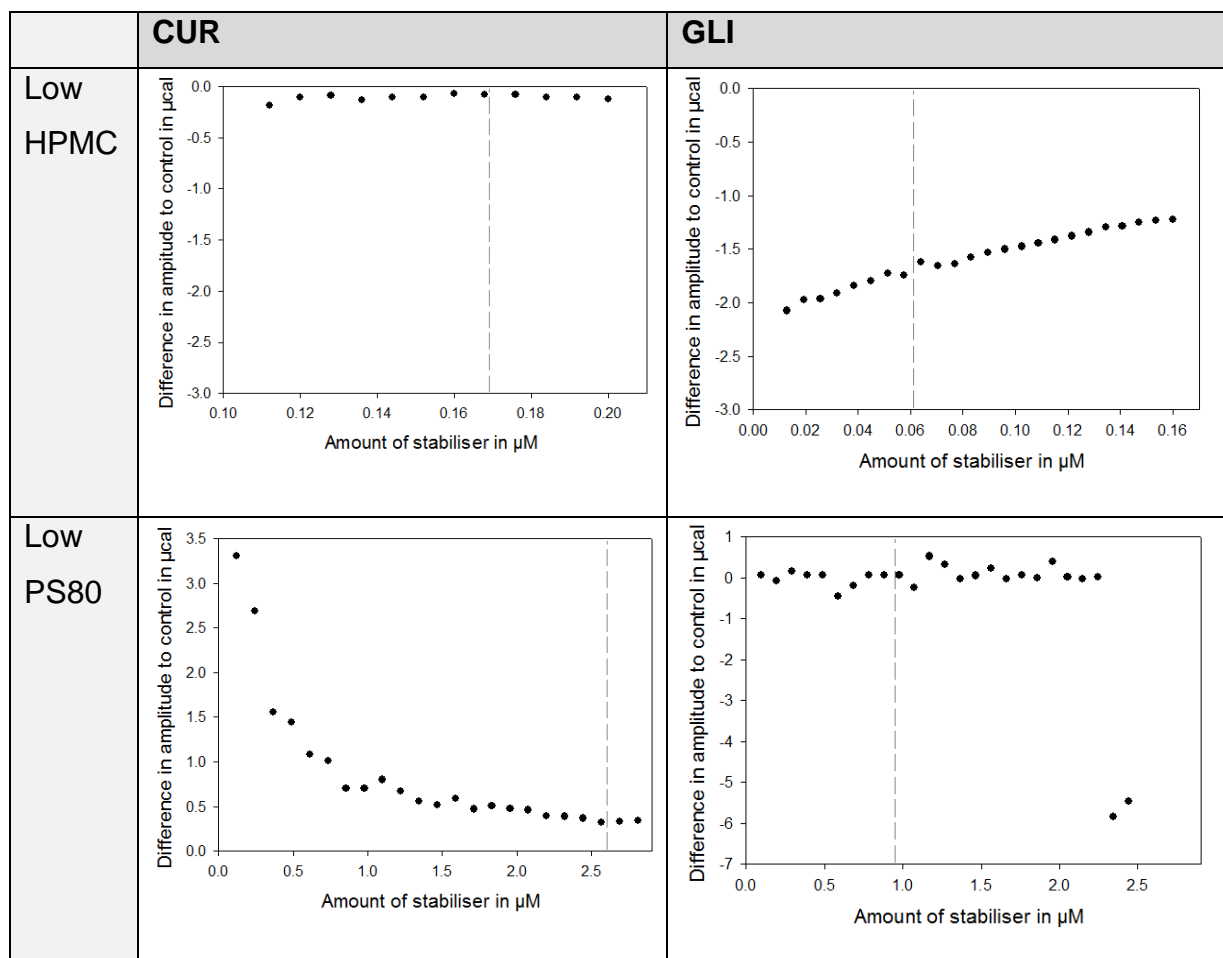 CUR
GLI
Low
HPMC
Difference in ampitude to control in µcal
0.0
-0.5
-1.0
-1.5
-2.0
-2.5
-3.0
0.10 0.12 0.14 0.16 0.18 0.20
Amount of stabiliser in µM
Difference in amplitude to control in µcal
0.0
-0.5
-1.0
-1.5
-2.0
-2.5
-3.0
0.00 0.02 0.04 0.06 0.08 0.10 0.12 0.14 0.16
Amount of stabiliser in µM
Low
PS80
Difference in amplitude to control in µcal
3.5
3.0
2.5
2.0
1.5
1.0
0.5
0.0
0.0 0.5 1.0 1.5 2.0 2.5
Amount of stabiliser in µM
Difference in amplitude to control in µcal
1
0
-1
-2
-3
-4
-5
-6
-7
0.0 0.5 1.0 1.5 2.0 2.5
Amount of stabiliser in µM